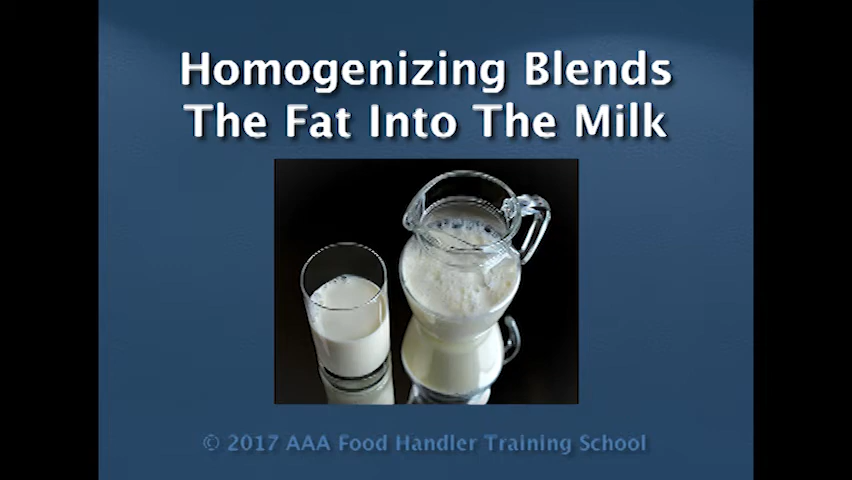 Homogenizing Blends
The Fat Into The Milk
© 2017 AAA Food Handler Training School